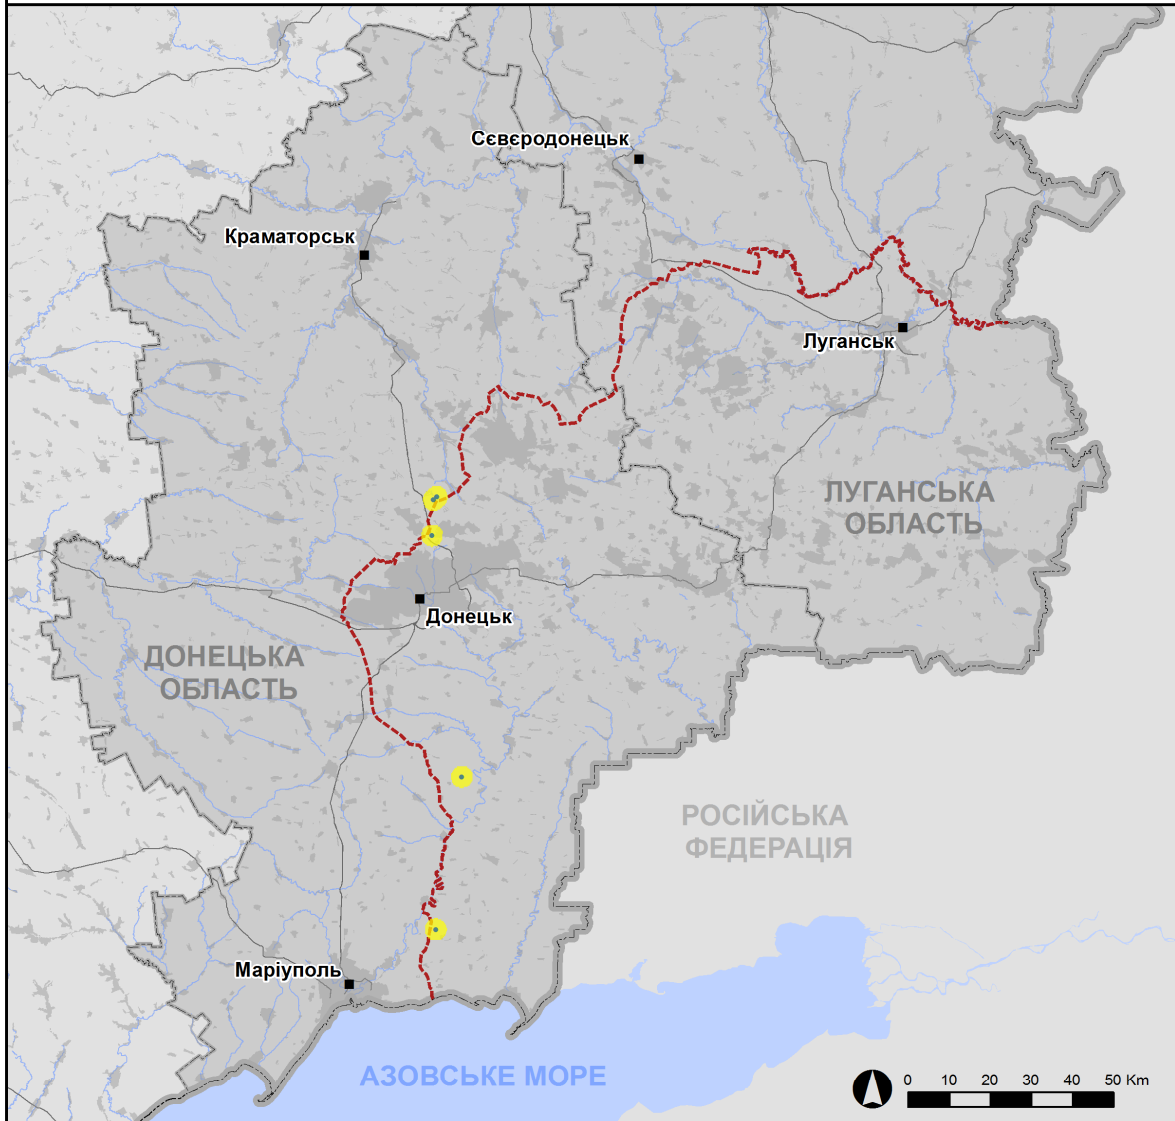 Сєвєродонецьк
Краматорськ
Луганськ
ЛУГАНСЬКА
ОБЛАСТЬ
Донецьк
ДОНЕЦЬКА
ОБЛАСТЬ
РОСІЙСЬКА
ФЕДЕРАЦІЯ
Маріуполь
АЗОВСЬКЕ МОРЕ
0 10 20 30 40 50 Km